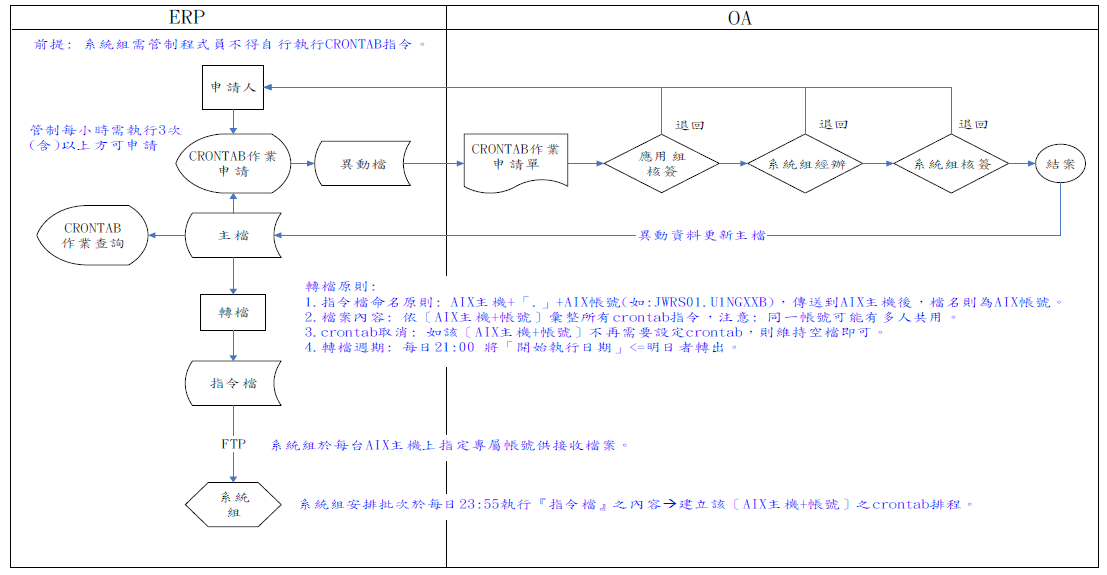 ERP
OA
前提: 系統組需管制程式員不得自行執行CRONTAB指令。
申請人
管制每小時需執行3次
(含)以上方可申請
CRONTAB作業
申請
異動檔
CRONTAB作業
申請單
應用組
核簽
退回
系統組經辦
退回
系統組核簽
退回
結案
CRONTAB
作業查詢
主檔
異動資料更新主檔
轉檔
轉檔原則:
1.指令檔命名原則: AIX主機+「.」+AIX帳號(如:JWRS01.U1NGXXB)，傳送到AIX主機後，檔名則為AIX帳號。
2.檔案內容: 依〔AIX主機+帳號〕彙整所有crontab指令，注意: 同一帳號可能有多人共用。
3.crontab取消: 如該〔AIX主機+帳號〕不再需要設定crontab，則維持空檔即可。
4.轉檔週期: 每日21:00 將「開始執行日期」<=明日者轉出。
指令檔
FTP
系統組於每台AIX主機上指定專屬帳號供接收檔案。
系統
組
系統組安排批次於每日23:55執行『指令檔』之內容→建立該〔AIX主機+帳號〕之crontab排程。